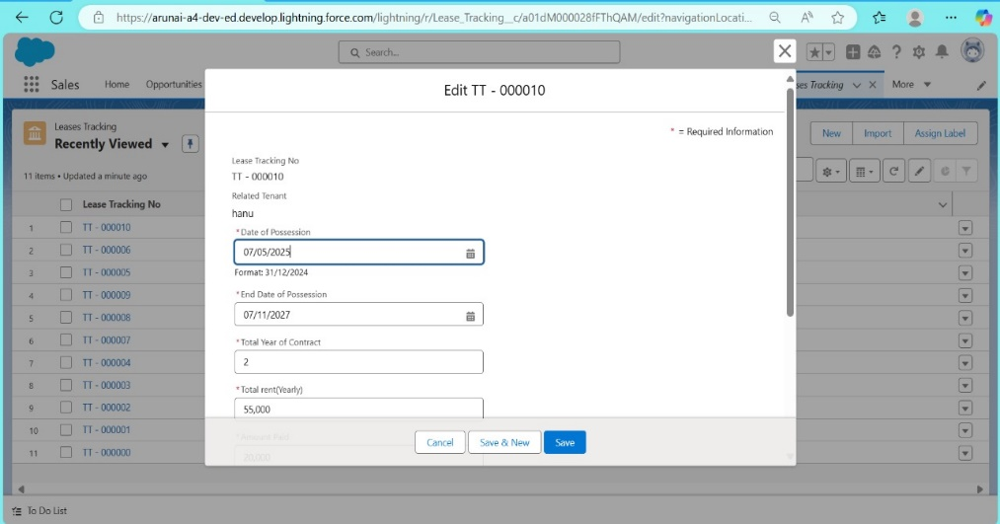 https://arunai-a4-dev-ed.develop.lightning.force.com/lightning/r/Lease_Tracking__c/a01dM000028fFThQAM/edit?navigationLocati...
Search...
Sales Home Opportunities ses Tracking More
Edit TT - 000010
* = Required Information
Leases Tracking
Recently Viewed
New Import Assign Label
11 items • Updated a minute ago
Lease Tracking No
1 TT - 000010
2 TT - 000006
3 TT - 000005
4 TT - 000009
5 TT - 000008
6 TT - 000007
7 TT - 000004
8 TT - 000003
9 TT - 000002
10 TT - 000001
11 TT - 000000
Lease Tracking No
TT - 000010
Related Tenant
hanu
*Date of Possession
07/05/2025
Format: 31/12/2024
*End Date of Possession
07/11/2027
*Total Year of Contract
2
*Total rent(Yearly)
55,000
*Amount Paid
20,000
Cancel Save & New Save
To Do List